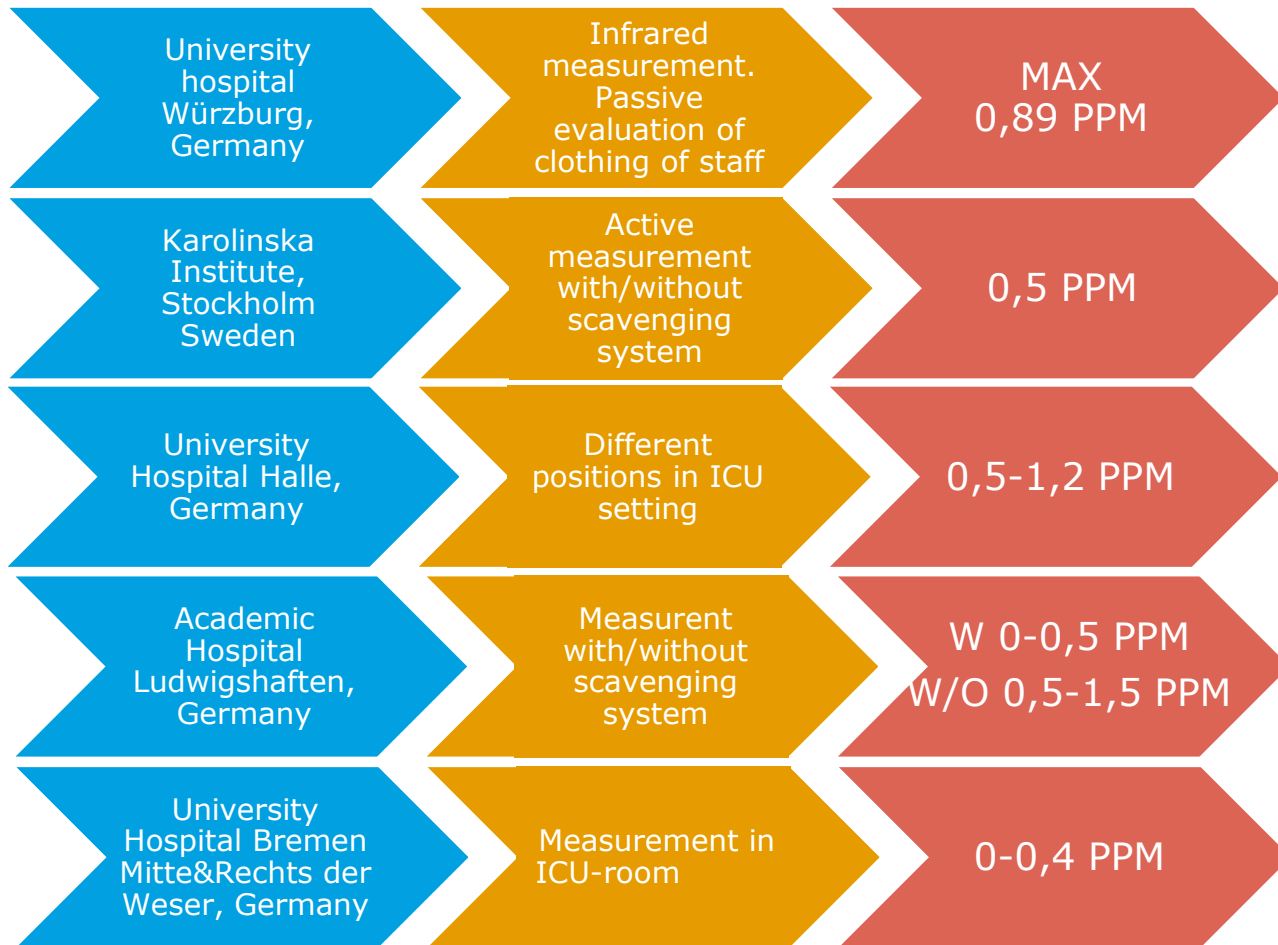 University
hospital
Würzburg,
Germany
Infrared
measurement.
Passive
evaluation of
clothing of staff
MAX
0,89 PPM
Karolinska
Institute,
Stockholm
Sweden
Active
measurement
with/without
scavenging
system
0,5 PPM
University
Hospital Halle,
Germany
Different
positions in ICU
setting
0,5-1,2 PPM
Academic
Hospital
Ludwigshaften,
Germany
Measurent
with/without
scavenging
system
W 0-0,5 PPM
W/O 0,5-1,5 PPM
University
Hospital Bremen
Mitte&Rechts der
Weser, Germany
Measurement in
ICU-room
0-0,4 PPM